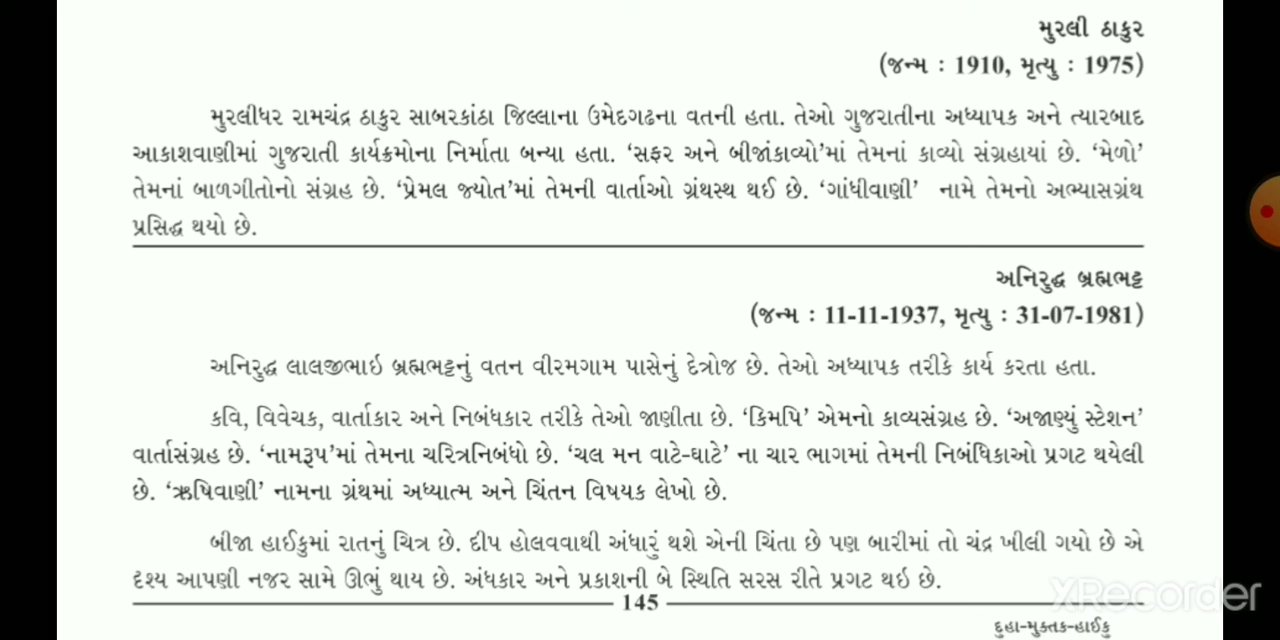 મુરલી ઠાકુર
(જન્મ : 1910, મૃત્યુ : 1975)
મુરલીધર રામચંદ્ર ઠાકુર સાબરકાંઠા જિલ્લાના ઉમેદગઢના વતની હતા. તેઓ ગુજરાતીના અધ્યાપક અને ત્યારબાદ
આકાશવાણીમાં ગુજરાતી કાર્યક્રમોના નિર્માતા બન્યા હતા. ‘સફર અને બીજાંકાવ્યો’માં તેમનાં કાવ્યો સંગ્રહાયાં છે. ‘મેળો’
તેમનાં બાળગીતોનો સંગ્રહ છે. ‘પ્રેમલ જ્યોત’માં તેમની વાર્તાઓ ગ્રંથસ્થ થઈ છે. ‘ગાંધીવાણી’ નામે તેમનો અભ્યાસગ્રંથ
પ્રસિદ્ધ થયો છે.
અનિરુદ્ધ બ્રહ્મભટ્ટ
(જન્મ : 11-11-1937, મૃત્યુ : 31-07-1981)
અનિરુદ્ધ લાલજીભાઇ બ્રહ્મભટ્ટનું વતન વીરમગામ પાસેનું દેત્રોજ છે. તેઓ અધ્યાપક તરીકે કાર્ય કરતા હતા.
કવિ, વિવેચક, વાર્તાકાર અને નિબંધકાર તરીકે તેઓ જાણીતા છે. ‘કિમપિ’ એમનો કાવ્યસંગ્રહ છે. ‘અજાણ્યું સ્ટેશન’
વાર્તાસંગ્રહ છે. ‘નામરૂપ’માં તેમના ચરિત્રનિબંધો છે. ‘ચલ મન વાટે-ઘાટે’ ના ચાર ભાગમાં તેમની નિબંધિકાઓ પ્રગટ થયેલી
છે. ‘ઋષિવાણી’ નામના ગ્રંથમાં અધ્યાત્મ અને ચિંતન વિષયક લેખો છે.
બીજા હાઈકુમાં રાતનું ચિત્ર છે. દીપ હોલવવાથી અંધારું થશે એની ચિંતા છે પણ બારીમાં તો ચંદ્ર ખીલી ગયો છે એ
દૃશ્ય આપણી નજર સામે ઊભું થાય છે. અંધકાર અને પ્રકાશની બે સ્થિતિ સરસ રીતે પ્રગટ થઇ છે.
145
XRecorder
દુહા-મુક્તક-હાઈકુ